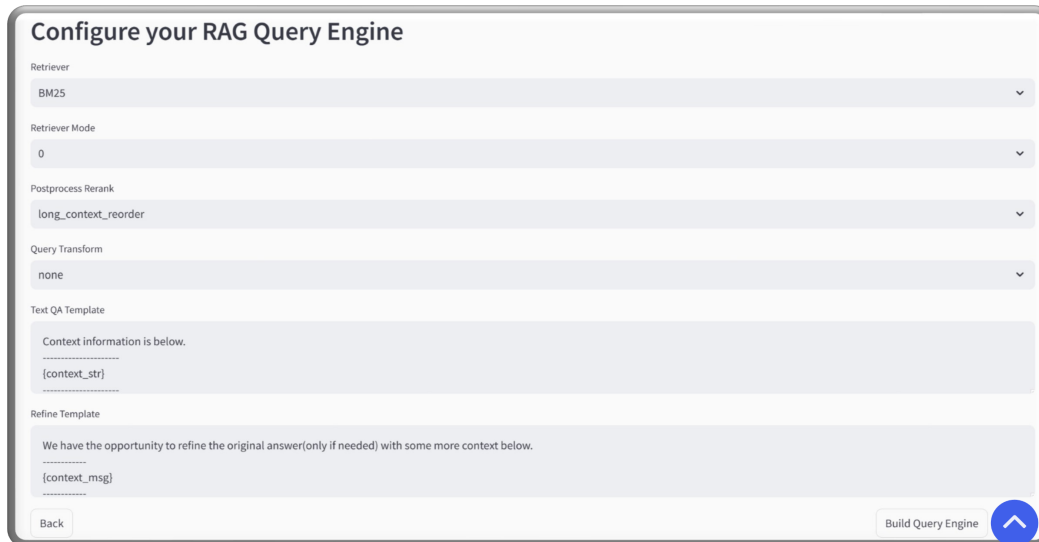 Configure your RAG Query Engine
Retriever
BM25
Retriever Mode
0
Postprocess Rerank
long_context_reorder
Query Transform
none
Text QA Template
Context information is below.
---------------------
{context_str}
---------------------
Refine Template
We have the opportunity to refine the original answer(only if needed) with some more context below.
------------
{context_msg}
------------
Back
Build Query Engine